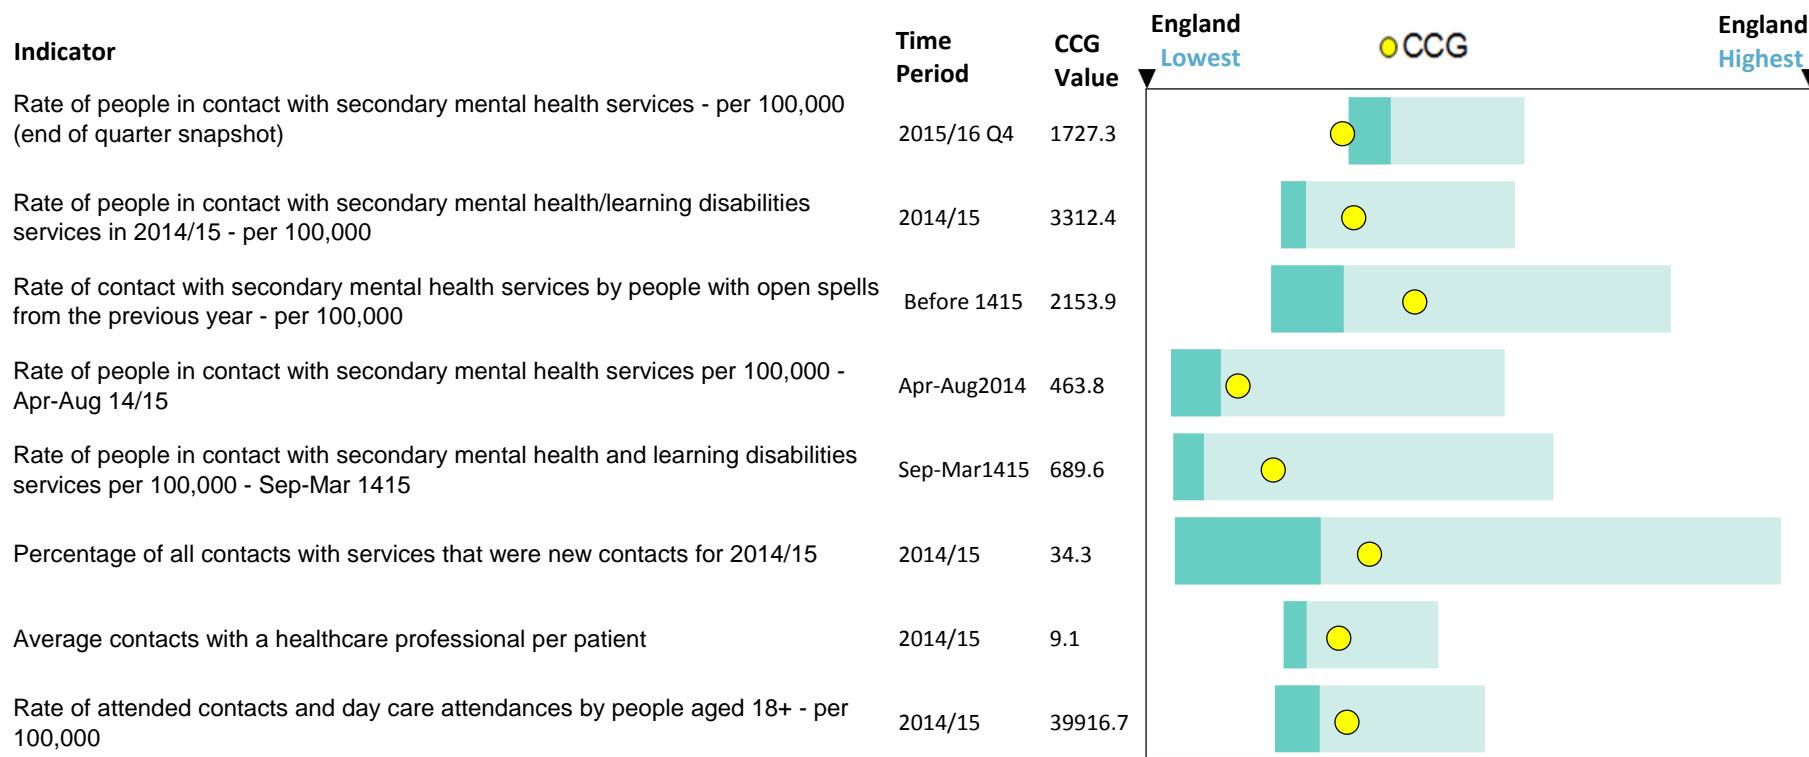 Indicator
Time Period
CCG Value
England Lowest
CCG
England Highest
Rate of people in contact with secondary mental health services - per 100,000
(end of quarter snapshot)
2015/16 Q4 1727.3
Rate of people in contact with secondary mental health/learning disabilities
services in 2014/15 - per 100,000
2014/15 3312.4
Rate of contact with secondary mental health services by people with open spells
from the previous year - per 100,000
Before 1415 2153.9
Rate of people in contact with secondary mental health services per 100,000 -
Apr-Aug 14/15
Apr-Aug2014 463.8
Rate of people in contact with secondary mental health and learning disabilities
services per 100,000 - Sep-Mar 1415
Sep-Mar1415 689.6
Percentage of all contacts with services that were new contacts for 2014/15
2014/15 34.3
Average contacts with a healthcare professional per patient
2014/15 9.1
Rate of attended contacts and day care attendances by people aged 18+ - per
100,000
2014/15 39916.7